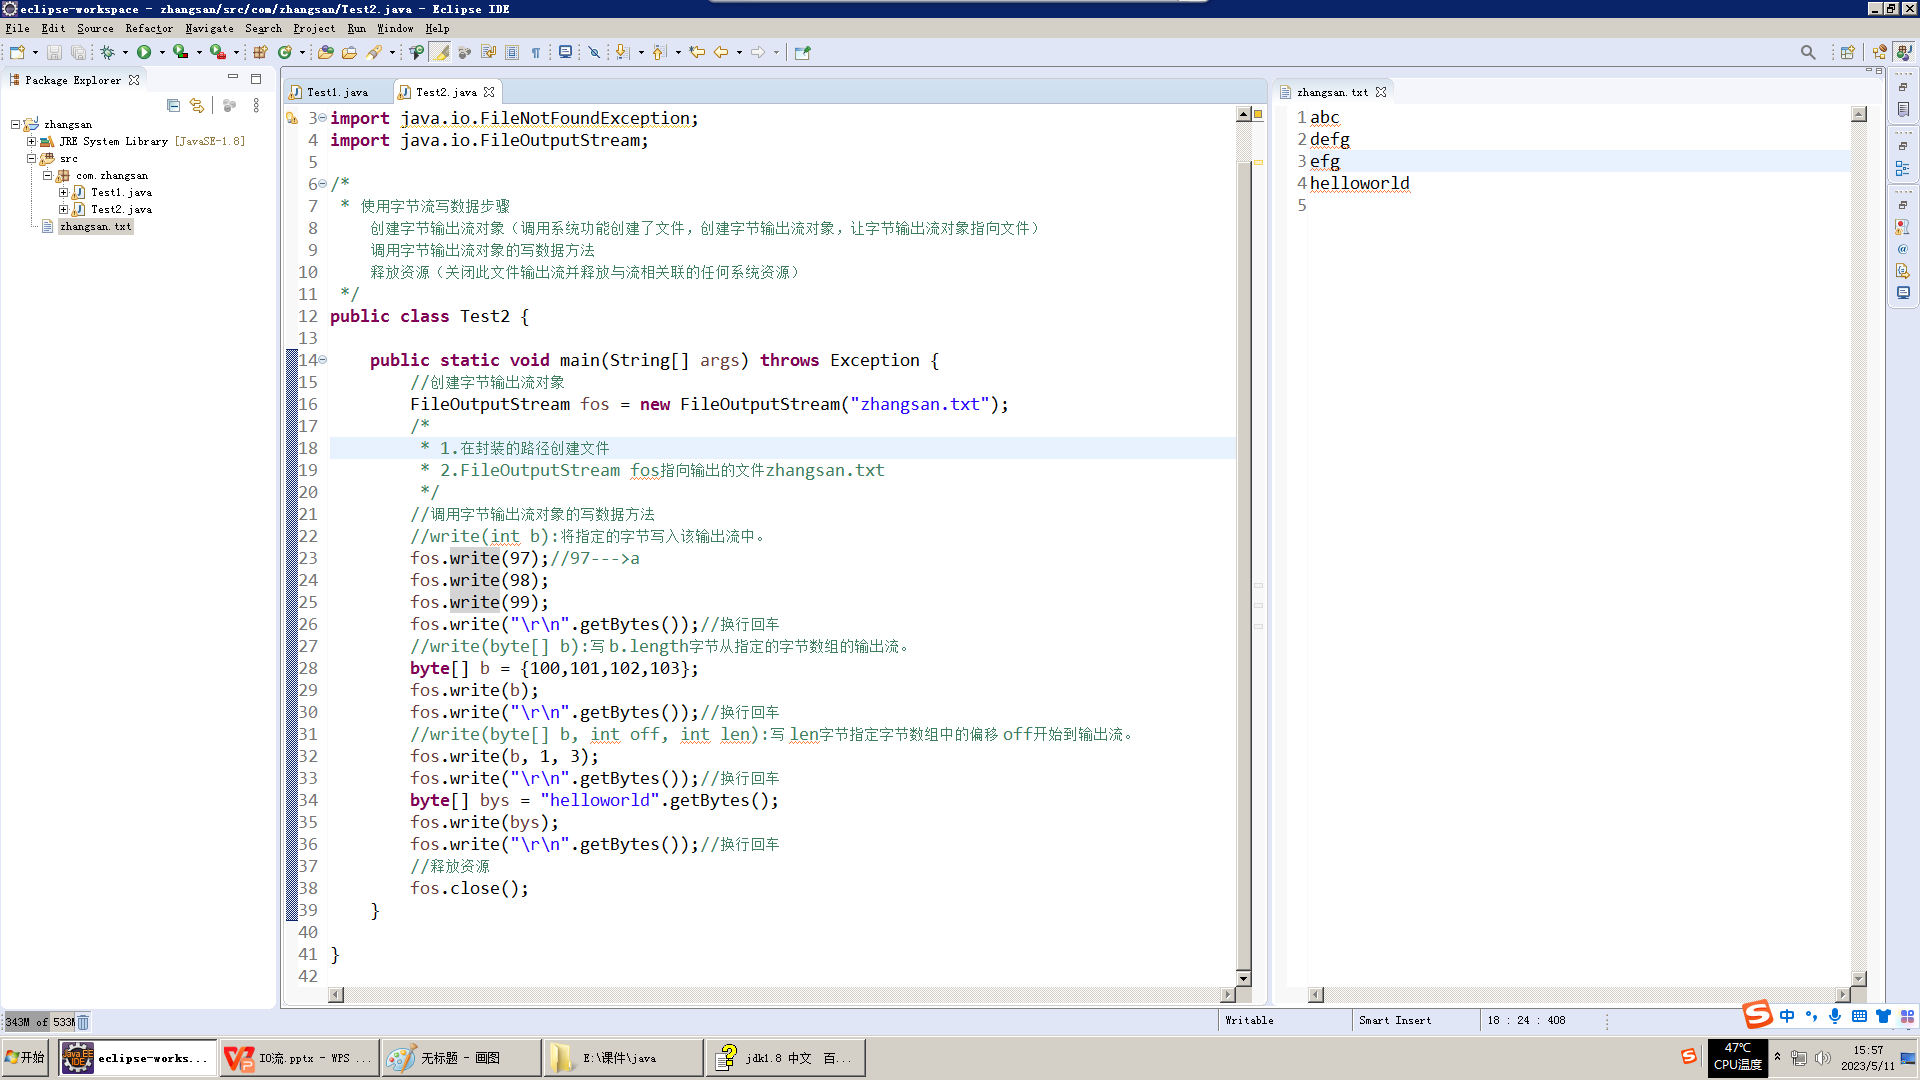 eclipse-workspace - zhangsan/src/com/zhangsan/Test2.java - Eclipse IDE
File Edit Source Refactor Navigate Search Project Run Window Help
Package Explorer
zhangsan
JRE System Library [JavaSE-1.8]
src
com.zhangsan
Test1.java
Test2.java
zhangsan.txt
Test1.java Test2.java
3 import java.io.FileNotFoundException;
4 import java.io.FileOutputStream;
5
6 /*
7 * 使用字节流写数据步骤
8 创建字节输出流对象（调用系统功能创建了文件，创建字节输出流对象，让字节输出流对象指向文件）
9 调用字节输出流对象的写数据方法
10 释放资源（关闭此文件输出流并释放与流相关联的任何系统资源）
11 */
12 public class Test2 {
13
14 public static void main(String[] args) throws Exception {
15 //创建字节输出流对象
16 FileOutputStream fos = new FileOutputStream("zhangsan.txt");
17 /*
18 * 1.在封装的路径创建文件
19 * 2.FileOutputStream fos指向输出的文件zhangsan.txt
20 */
21 //调用字节输出流对象的写数据方法
22 //write(int b):将指定的字节写入该输出流中。
23 fos.write(97);//97--->a
24 fos.write(98);
25 fos.write(99);
26 fos.write("\r\n".getBytes());//换行回车
27 //write(byte[] b):写 b.length字节从指定的字节数组的输出流。
28 byte[] b = {100,101,102,103};
29 fos.write(b);
30 fos.write("\r\n".getBytes());//换行回车
31 //write(byte[] b, int off, int len):写 len字节指定字节数组中的偏移 off开始到输出流。
32 fos.write(b, 1, 3);
33 fos.write("\r\n".getBytes());//换行回车
34 byte[] bys = "helloworld".getBytes();
35 fos.write(bys);
36 fos.write("\r\n".getBytes());//换行回车
37 //释放资源
38 fos.close();
39 }
40
41 }
42
zhangsan.txt
1 abc
2 defg
3 efg
4 helloworld
5
343M of 533M
Writable
Smart Insert
18 : 24 : 408
中
开始
eclipse-works...
IO流.pptx - WPS ...
无标题 - 画图
E:\课件\java
jdk1.8 中文 百...
47℃
CPU温度
15:57
2023/5/11